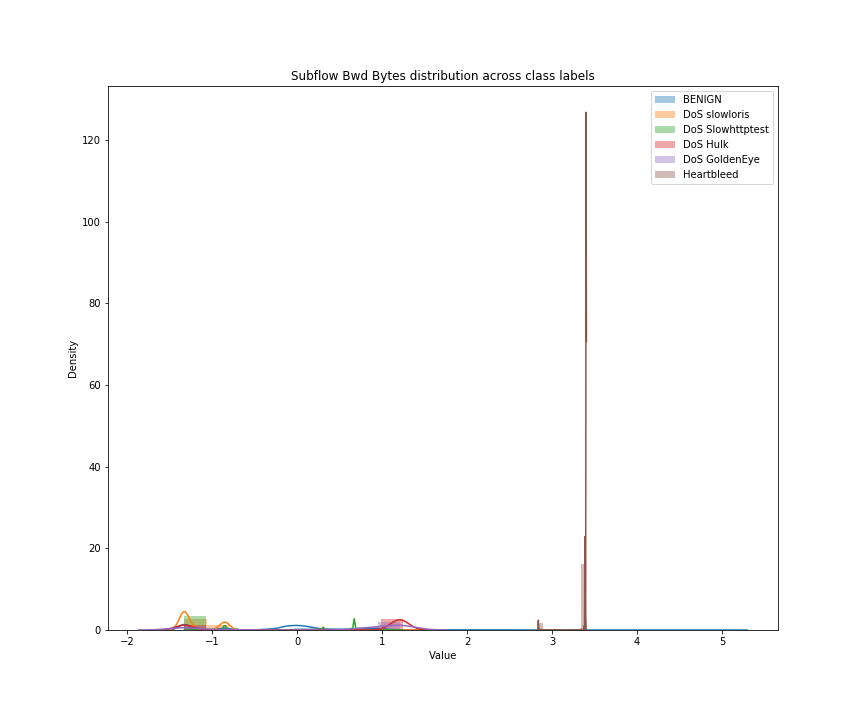 Subflow Bwd Bytes distribution across class labels
BENIGN
DoS slowloris
DoS Slowhttptest
DoS Hulk
DoS GoldenEye
Heartbleed
120
100
80
60
40
20
0
Density
−2
−1
0
1
2
3
4
5
Value